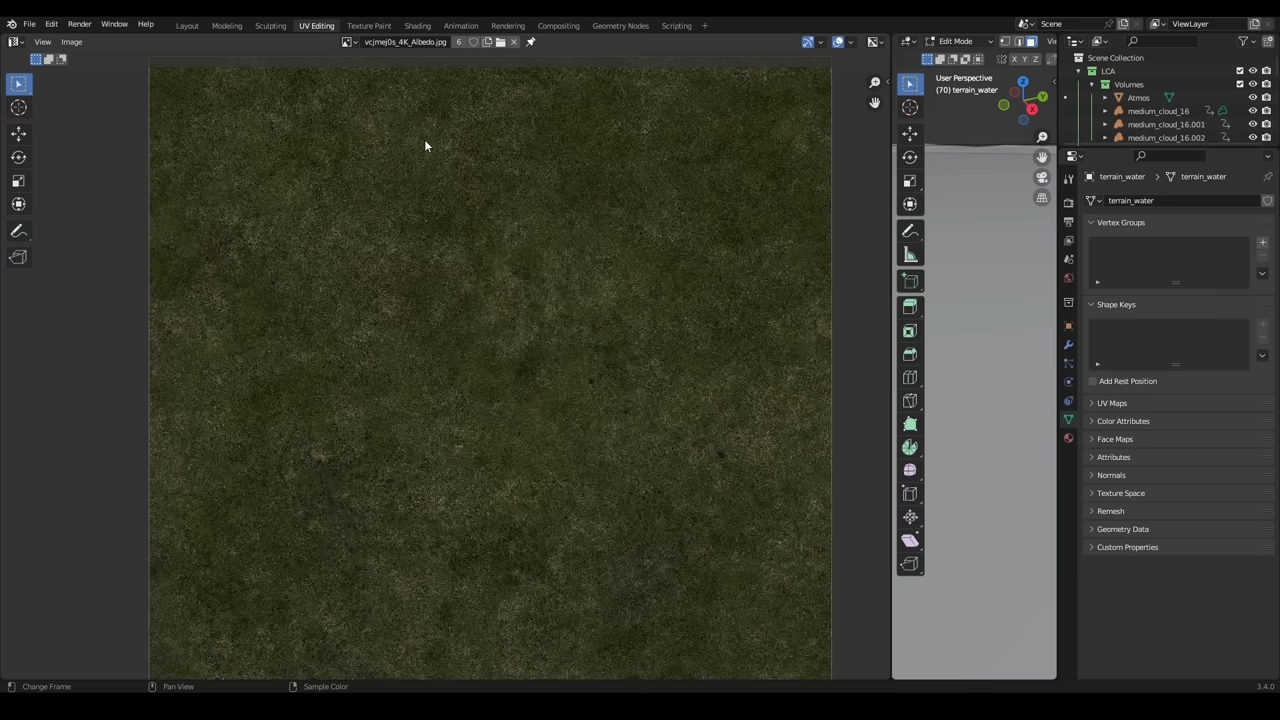 File Edit Render Window Help Layout Modeling Sculpting UV Editing Texture Paint Shading Animation Rendering Compositing Geometry Nodes Scripting Scene ViewLayer
View Image vcjmej0s_4K_Albedo.jpg 6 Edit Mode
Scene Collection
X Y Z
LCA
User Perspective
(70) terrain_water
Z
Y
X
Volumes
Atmos
medium_cloud_16
medium_cloud_16.001
medium_cloud_16.002
terrain_water > terrain_water
terrain_water
Vertex Groups
Shape Keys
Add Rest Position
UV Maps
Color Attributes
Face Maps
Attributes
Normals
Texture Space
Remesh
Geometry Data
Custom Properties
Change Frame Pan View Sample Color 3.4.0